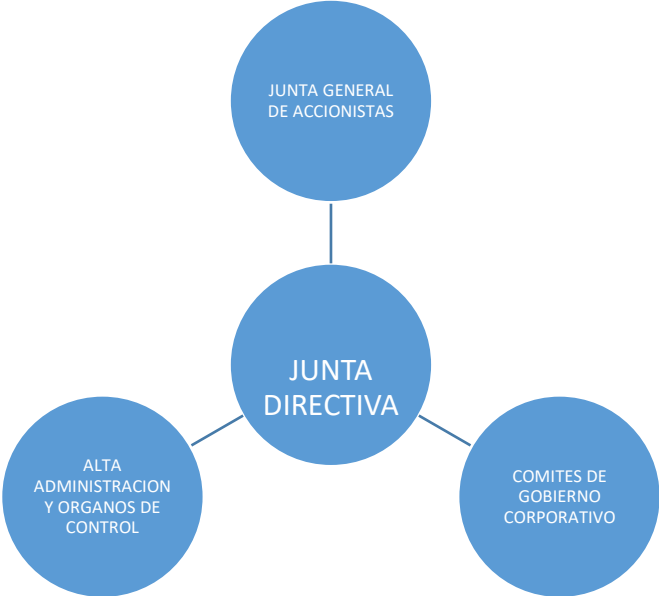 JUNTA GENERAL
DE ACCIONISTAS
JUNTA
DIRECTIVA
ALTA
ADMINISTRACION
Y ORGANOS DE
CONTROL
COMITES DE
GOBIERNO
CORPORATIVO